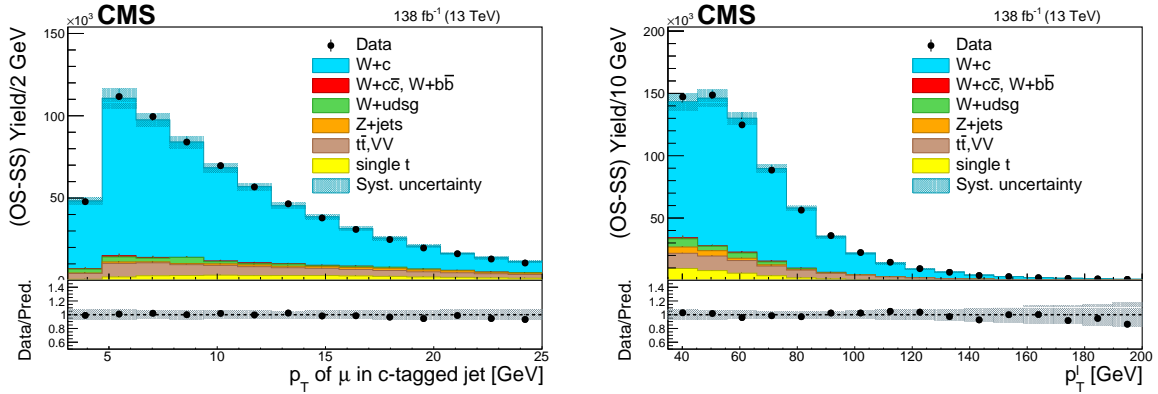 ×10³ CMS 138 fb⁻¹ (13 TeV)
(OS-SS) Yield/2 GeV
150
100
50
0
Data
W+c
W+cc̄, W+bb̄
W+udsg
Z+jets
tt̄,VV
single t
Syst. uncertainty
Data/Pred.
1.4
1.2
1
0.8
0.6
5 10 15 20 25
p_T of μ in c-tagged jet [GeV]
×10³ CMS 138 fb⁻¹ (13 TeV)
(OS-SS) Yield/10 GeV
200
150
100
50
Data
W+c
W+cc̄, W+bb̄
W+udsg
Z+jets
tt̄,VV
single t
Syst. uncertainty
Data/Pred.
1.4
1.2
1
0.8
0.6
40 60 80 100 120 140 160 180 200
p_T^l [GeV]